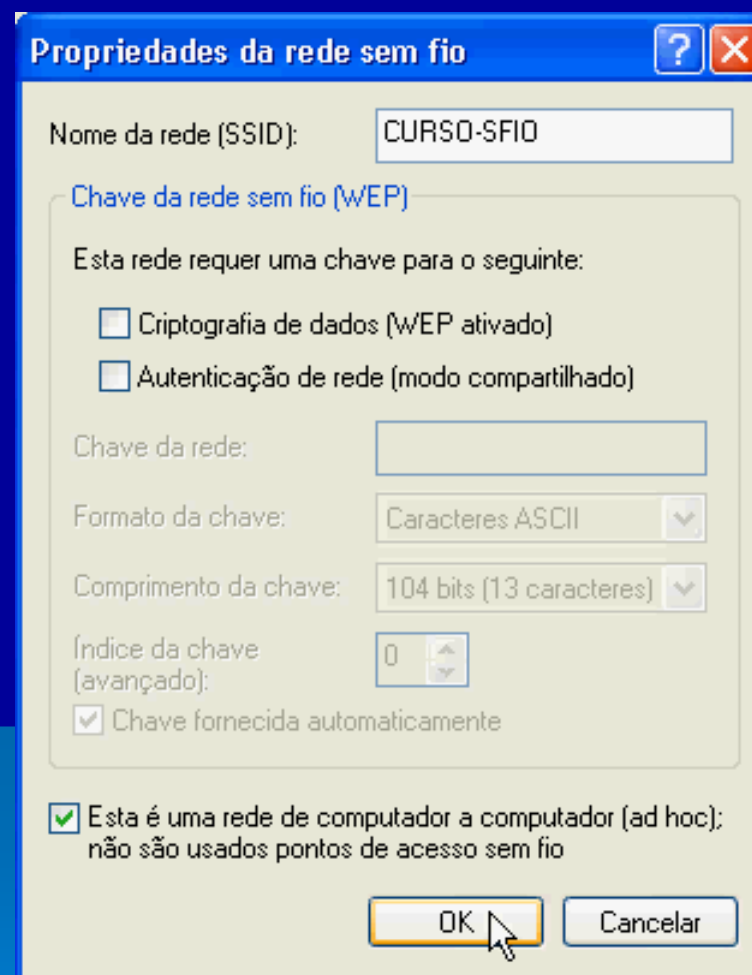 Propriedades da rede sem fio
Nome da rede (SSID): CURSO-SFIO
Chave da rede sem fio (WEP)
Esta rede requer uma chave para o seguinte:
Criptografia de dados (WEP ativado)
Autenticação de rede (modo compartilhado)
Chave da rede:
Formato da chave: Caracteres ASCII
Comprimento da chave: 104 bits (13 caracteres)
Índice da chave
(avançado): 0
Chave fornecida automaticamente
Esta é uma rede de computador a computador (ad hoc);
não são usados pontos de acesso sem fio
OK Cancelar